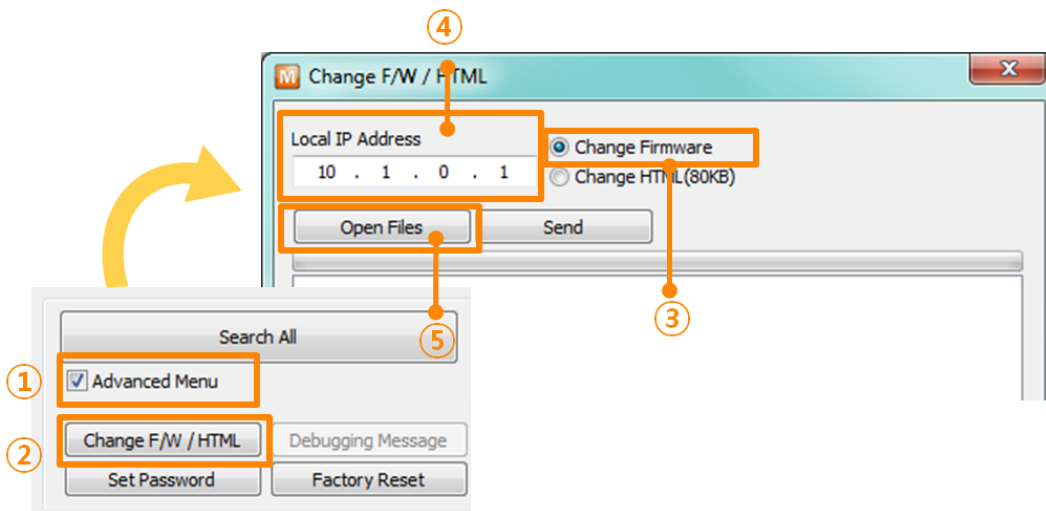 ④
M Change F/W / HTML
x
Local IP Address
10 . 1 . 0 . 1
Change Firmware
Change HTML(80KB)
Open Files
Send
③
⑤
Search All
①
Advanced Menu
②
Change F/W / HTML
Debugging Message
Set Password
Factory Reset